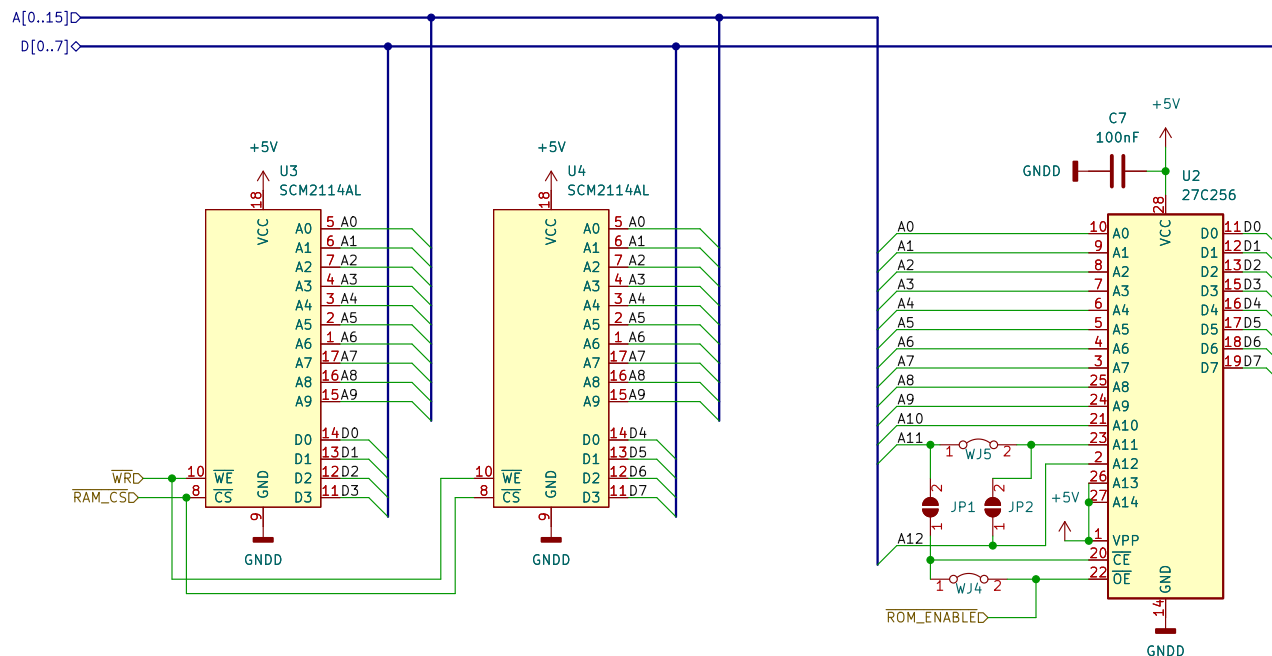 A[0..15]
D[0..7]
+5V
U3
SCM2114AL
18
VCC
A0 5 A0
A1 6 A1
A2 7 A2
A3 4 A3
A4 3 A4
A5 2 A5
A6 1 A6
A7 17 A7
A8 16 A8
A9 15 A9
D0 14 D0
D1 13 D1
WR 10 WE D2 12 D2
RAM_CS 8 CS D3 11 D3
GND
9
GNDD
+5V
U4
SCM2114AL
18
VCC
A0 5 A0
A1 6 A1
A2 7 A2
A3 4 A3
A4 3 A4
A5 2 A5
A6 1 A6
A7 17 A7
A8 16 A8
A9 15 A9
D0 14 D4
D1 13 D5
10 WE D2 12 D6
8 CS D3 11 D7
GND
9
GNDD
+5V
C7
100nF
GNDD
U2
27C256
28
VCC
A0 10 A0 D0 11 D0
A1 9 A1 D1 12 D1
A2 8 A2 D2 13 D2
A3 7 A3 D3 15 D3
A4 6 A4 D4 16 D4
A5 5 A5 D5 17 D5
A6 4 A6 D6 18 D6
A7 3 A7 D7 19 D7
A8 25 A8
A9 24 A9
A10 21 A10
A11 23 A11
1 WJ5 2
2 A12
26 A13
27 A14
2 JP1 1
2 JP2 1
+5V
A12
1 VPP
20 CE
22 OE
1 WJ4 2
ROM_ENABLE
GND
14
GNDD